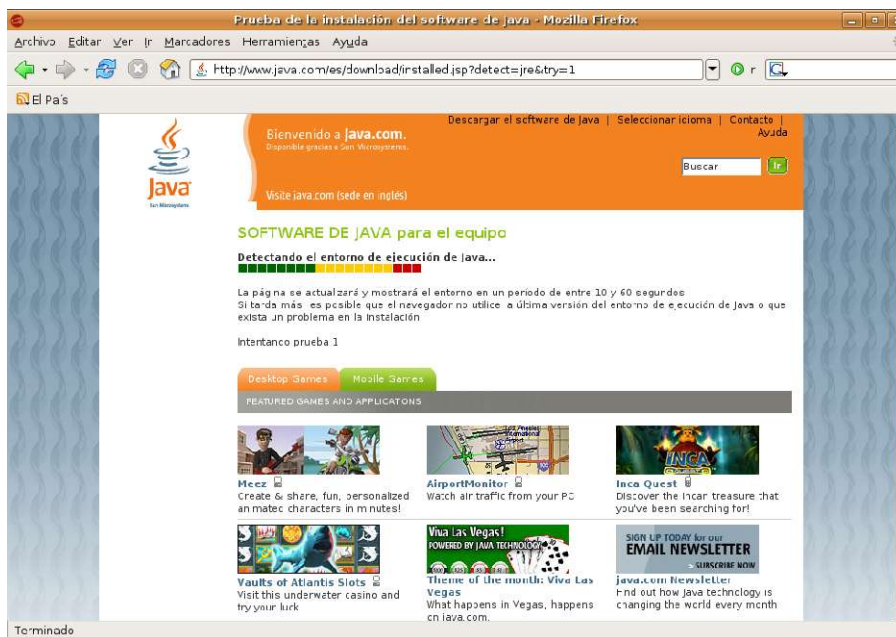 Prueba de la instalación del software de Java - Mozilla Firefox
Archivo Editar Ver Ir Marcadores Herramientas Ayuda
http://www.java.com/es/download/installed.jsp?detect=jre&try=1
El País
Descargar el software de Java | Seleccionar idioma | Contacto |
Ayuda
Bienvenido a java.com.
Disponible gracias a Sun Microsystems.
Buscar
Ir
Java
Sun Microsystems
Visite java.com (sede en inglés)
SOFTWARE DE JAVA para el equipo
Detectando el entorno de ejecución de Java...
La página se actualizará y mostrará el entorno en un periodo de entre 10 y 60 segundos
Si tarda más es posible que el navegador no utilice la última versión del entorno de ejecución de Java o que
exista un problema en la instalación
Intentando prueba 1
Desktop Games
Mobile Games
FEATURED GAMES AND APPLICATIONS
Los Angeles
International
Airport
INCA
Meez
Create & share, fun, personalized
animated characters in minutes!
AirportMonitor
Watch air traffic from your PC
Inca Quest
Discover the Incan treasure that
you've been searching for!
Viva Las Vegas!
POWERED BY JAVA TECHNOLOGY
SIGN UP TODAY for our
EMAIL NEWSLETTER
> SUBSCRIBE NOW
Vaults of Atlantis Slots
Visit this underwater casino and
try your luck
Theme of the month: Viva Las
Vegas
What happens in Vegas, happens
on java.com.
java.com Newsletter
Find out how Java technology is
changing the world every month
Terminado